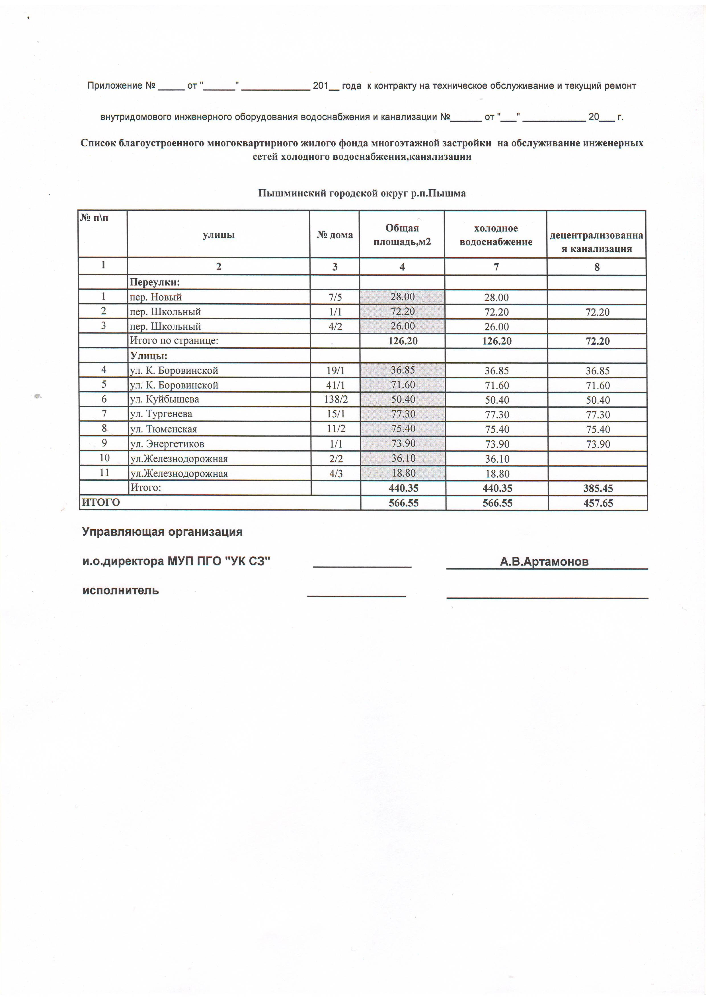 Приложение № _____ от "______" _____________ 201__ года  к контракту на техническое обслуживание и текущий ремонт
внутридомового инженерного оборудования водоснабжения и канализации №______ от "___" ____________ 20___ г.
Список благоустроенного многоквартирного жилого фонда многоэтажной застройки  на обслуживание инженерных
сетей холодного водоснабжения,канализации
Пышминский городской округ р.п.Пышма
№ п\п улицы № дома Общая площадь,м2 холодное водоснабжение децентрализованна я канализация
1 2 3 4 7 8
Переулки:
1 пер. Новый 7/5 28.00 28.00
2 пер. Школьный 1/1 72.20 72.20 72.20
3 пер. Школьный 4/2 26.00 26.00
Итого по странице: 126.20 126.20 72.20
Улицы:
4 ул. К. Боровинской 19/1 36.85 36.85 36.85
5 ул. К. Боровинской 41/1 71.60 71.60 71.60
6 ул. Куйбышева 138/2 50.40 50.40 50.40
7 ул. Тургенева 15/1 77.30 77.30 77.30
8 ул. Тюменская 11/2 75.40 75.40 75.40
9 ул. Энергетиков 1/1 73.90 73.90 73.90
10 ул.Железнодорожная 2/2 36.10 36.10
11 ул.Железнодорожная 4/3 18.80 18.80
Итого: 440.35 440.35 385.45
ИТОГО 566.55 566.55 457.65
Управляющая организация
и.о.директора МУП ПГО "УК СЗ" _______________ А.В.Артамонов
исполнитель _______________ _______________